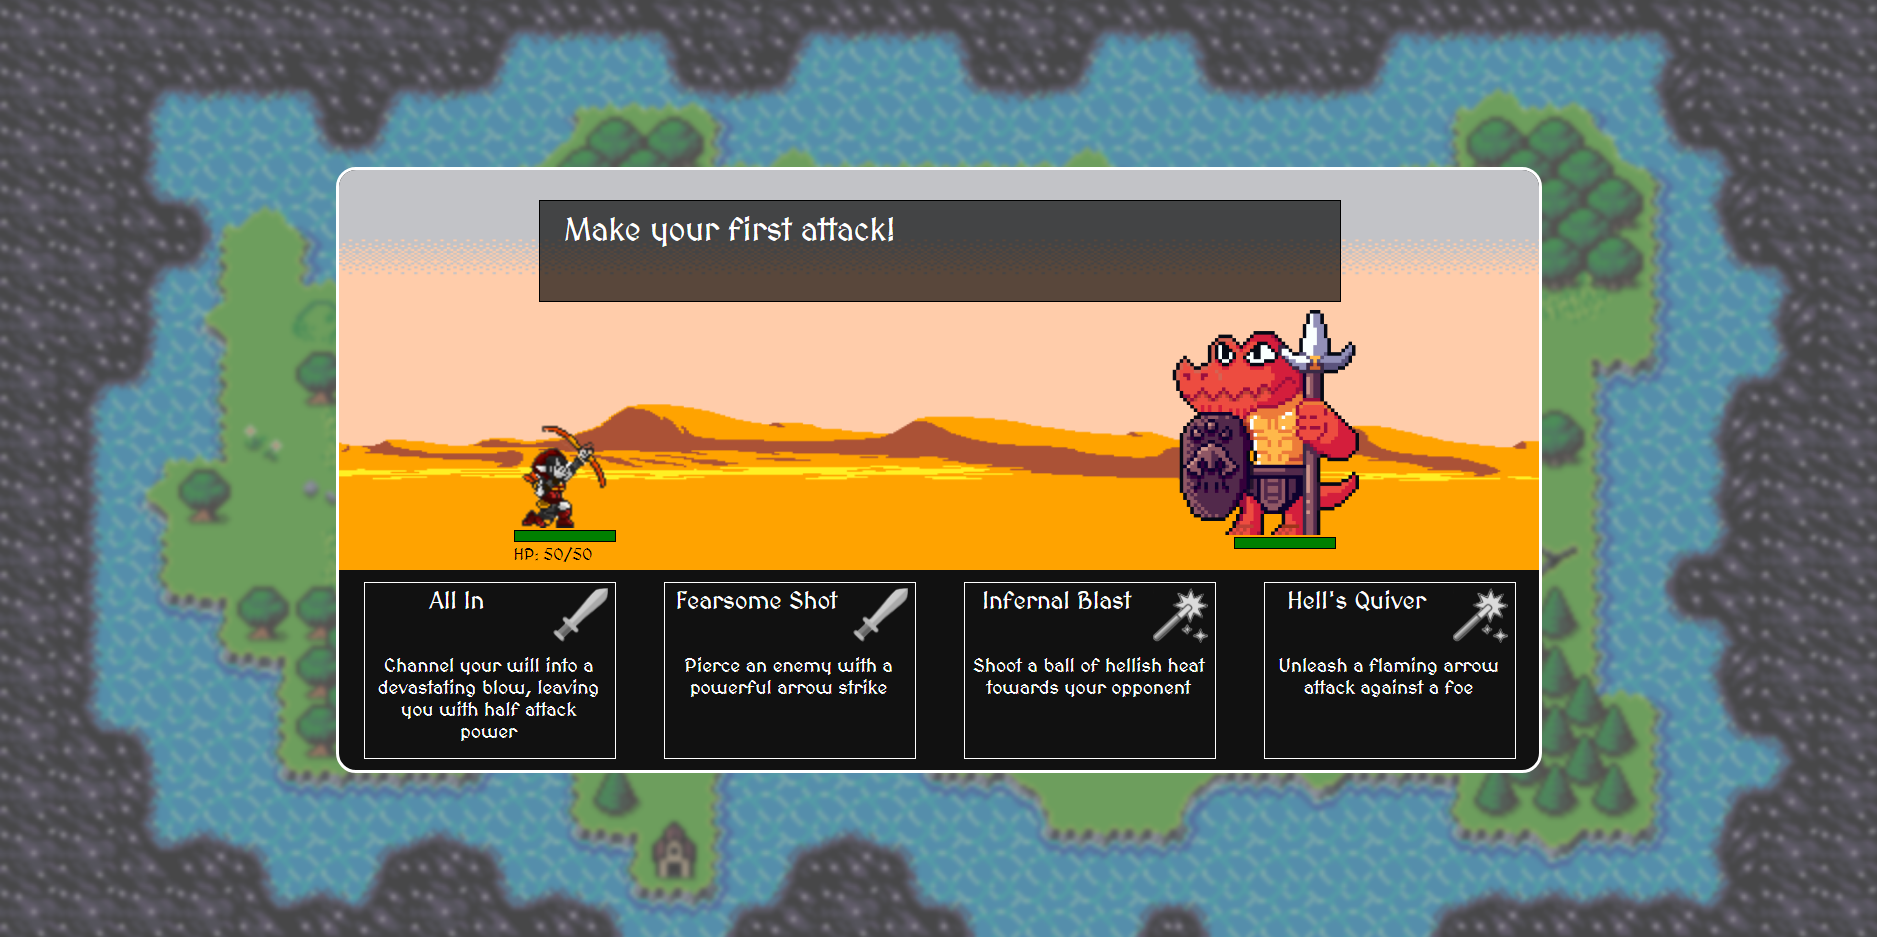 Make your first attack!
HP: 50/50
All In
Channel your will into a
devastating blow, leaving
you with half attack
power
Fearsome Shot
Pierce an enemy with a
powerful arrow strike
Infernal Blast
Shoot a ball of hellish heat
towards your opponent
Hell's Quiver
Unleash a flaming arrow
attack against a foe